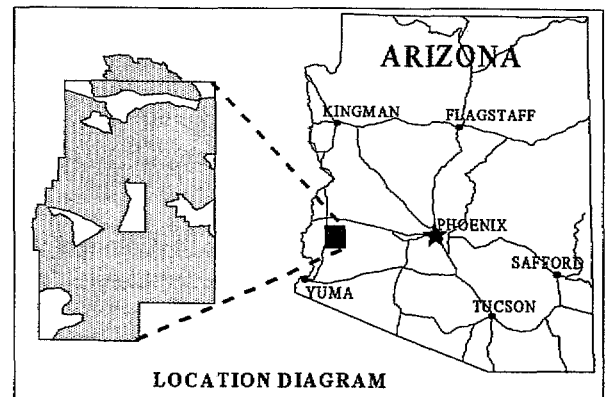 ARIZONA
KINGMAN
FLAGSTAFF
PHOENIX
SAFFORD
YUMA
TUCSON
LOCATION DIAGRAM